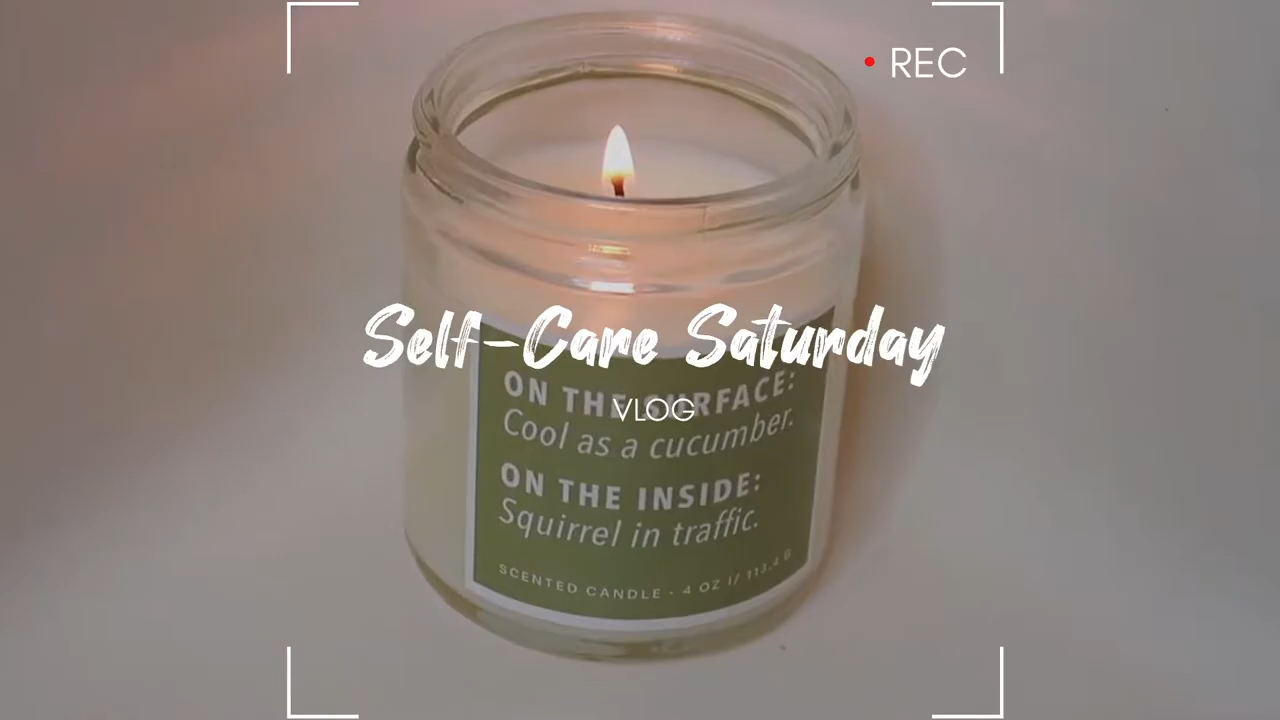 REC
Self-Care Saturday
VLOG
ON THE SURFACE:
Cool as a cucumber.
ON THE INSIDE:
Squirrel in traffic.
SCENTED CANDLE - 4 OZ // 113.4 G